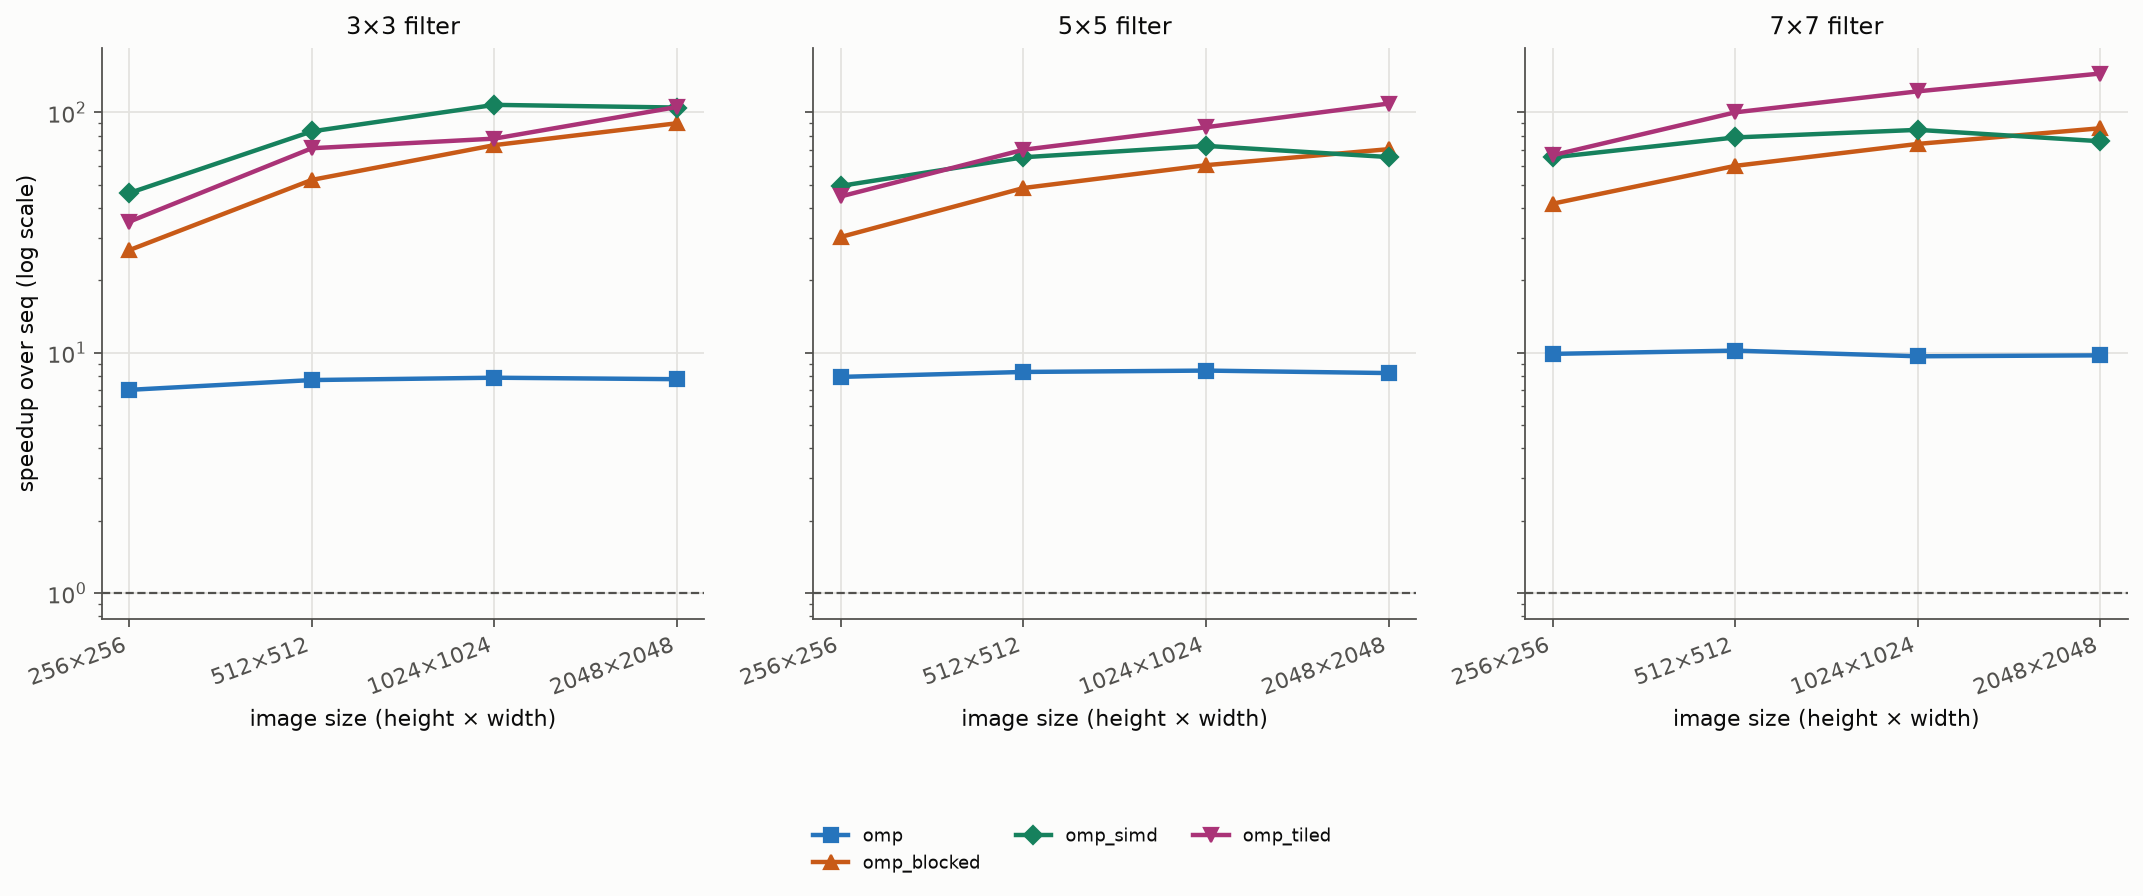 3×3 filter
5×5 filter
7×7 filter
speedup over seq (log scale)
10²
10¹
10⁰
256×256
512×512
1024×1024
2048×2048
256×256
512×512
1024×1024
2048×2048
256×256
512×512
1024×1024
2048×2048
image size (height × width)
image size (height × width)
image size (height × width)
omp
omp_simd
omp_tiled
omp_blocked